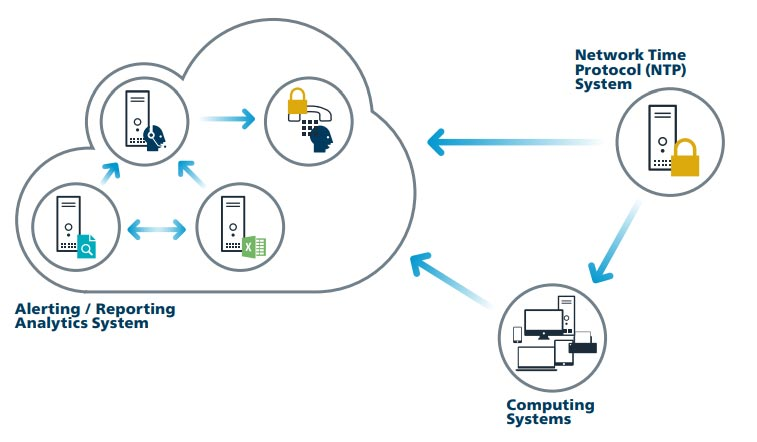 Network Time
Protocol (NTP)
System
Alerting / Reporting
Analytics System
Computing
Systems
X